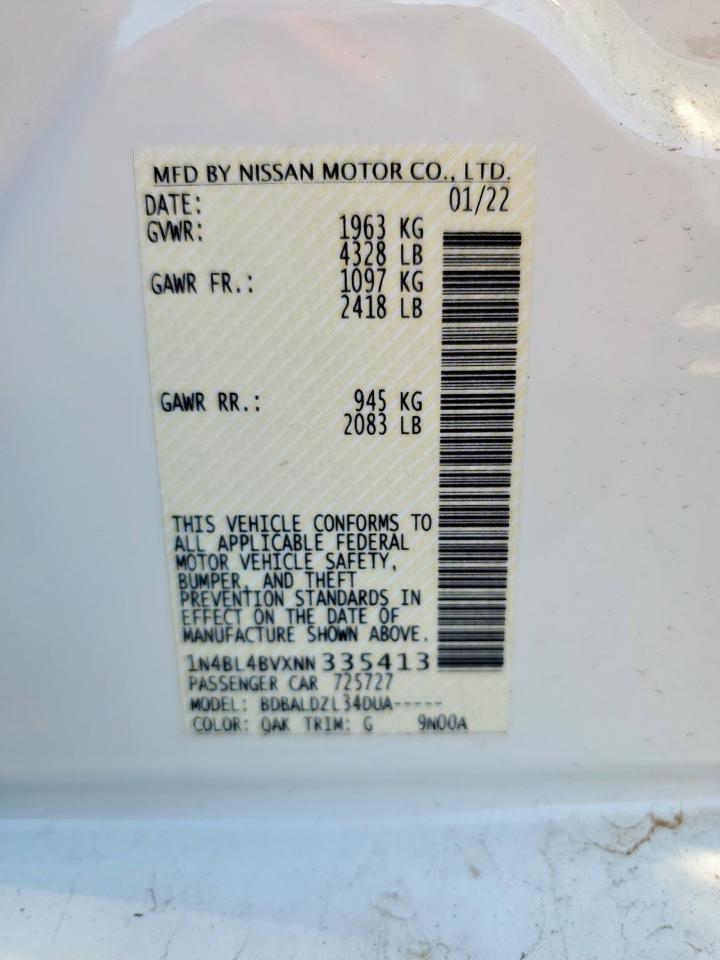 MFD BY NISSAN MOTOR CO., LTD.
DATE: 01/22
GVWR: 1963 KG
4328 LB
GAWR FR.: 1097 KG
2418 LB
GAWR RR.: 945 KG
2083 LB
THIS VEHICLE CONFORMS TO
ALL APPLICABLE FEDERAL
MOTOR VEHICLE SAFETY,
BUMPER, AND THEFT
PREVENTION STANDARDS IN
EFFECT ON THE DATE OF
MANUFACTURE SHOWN ABOVE.
1N4BL4BVXNN335413
PASSENGER CAR 725727
MODEL: BDBALDZL34DUA-----
COLOR: QAK TRIM: G 9N00A